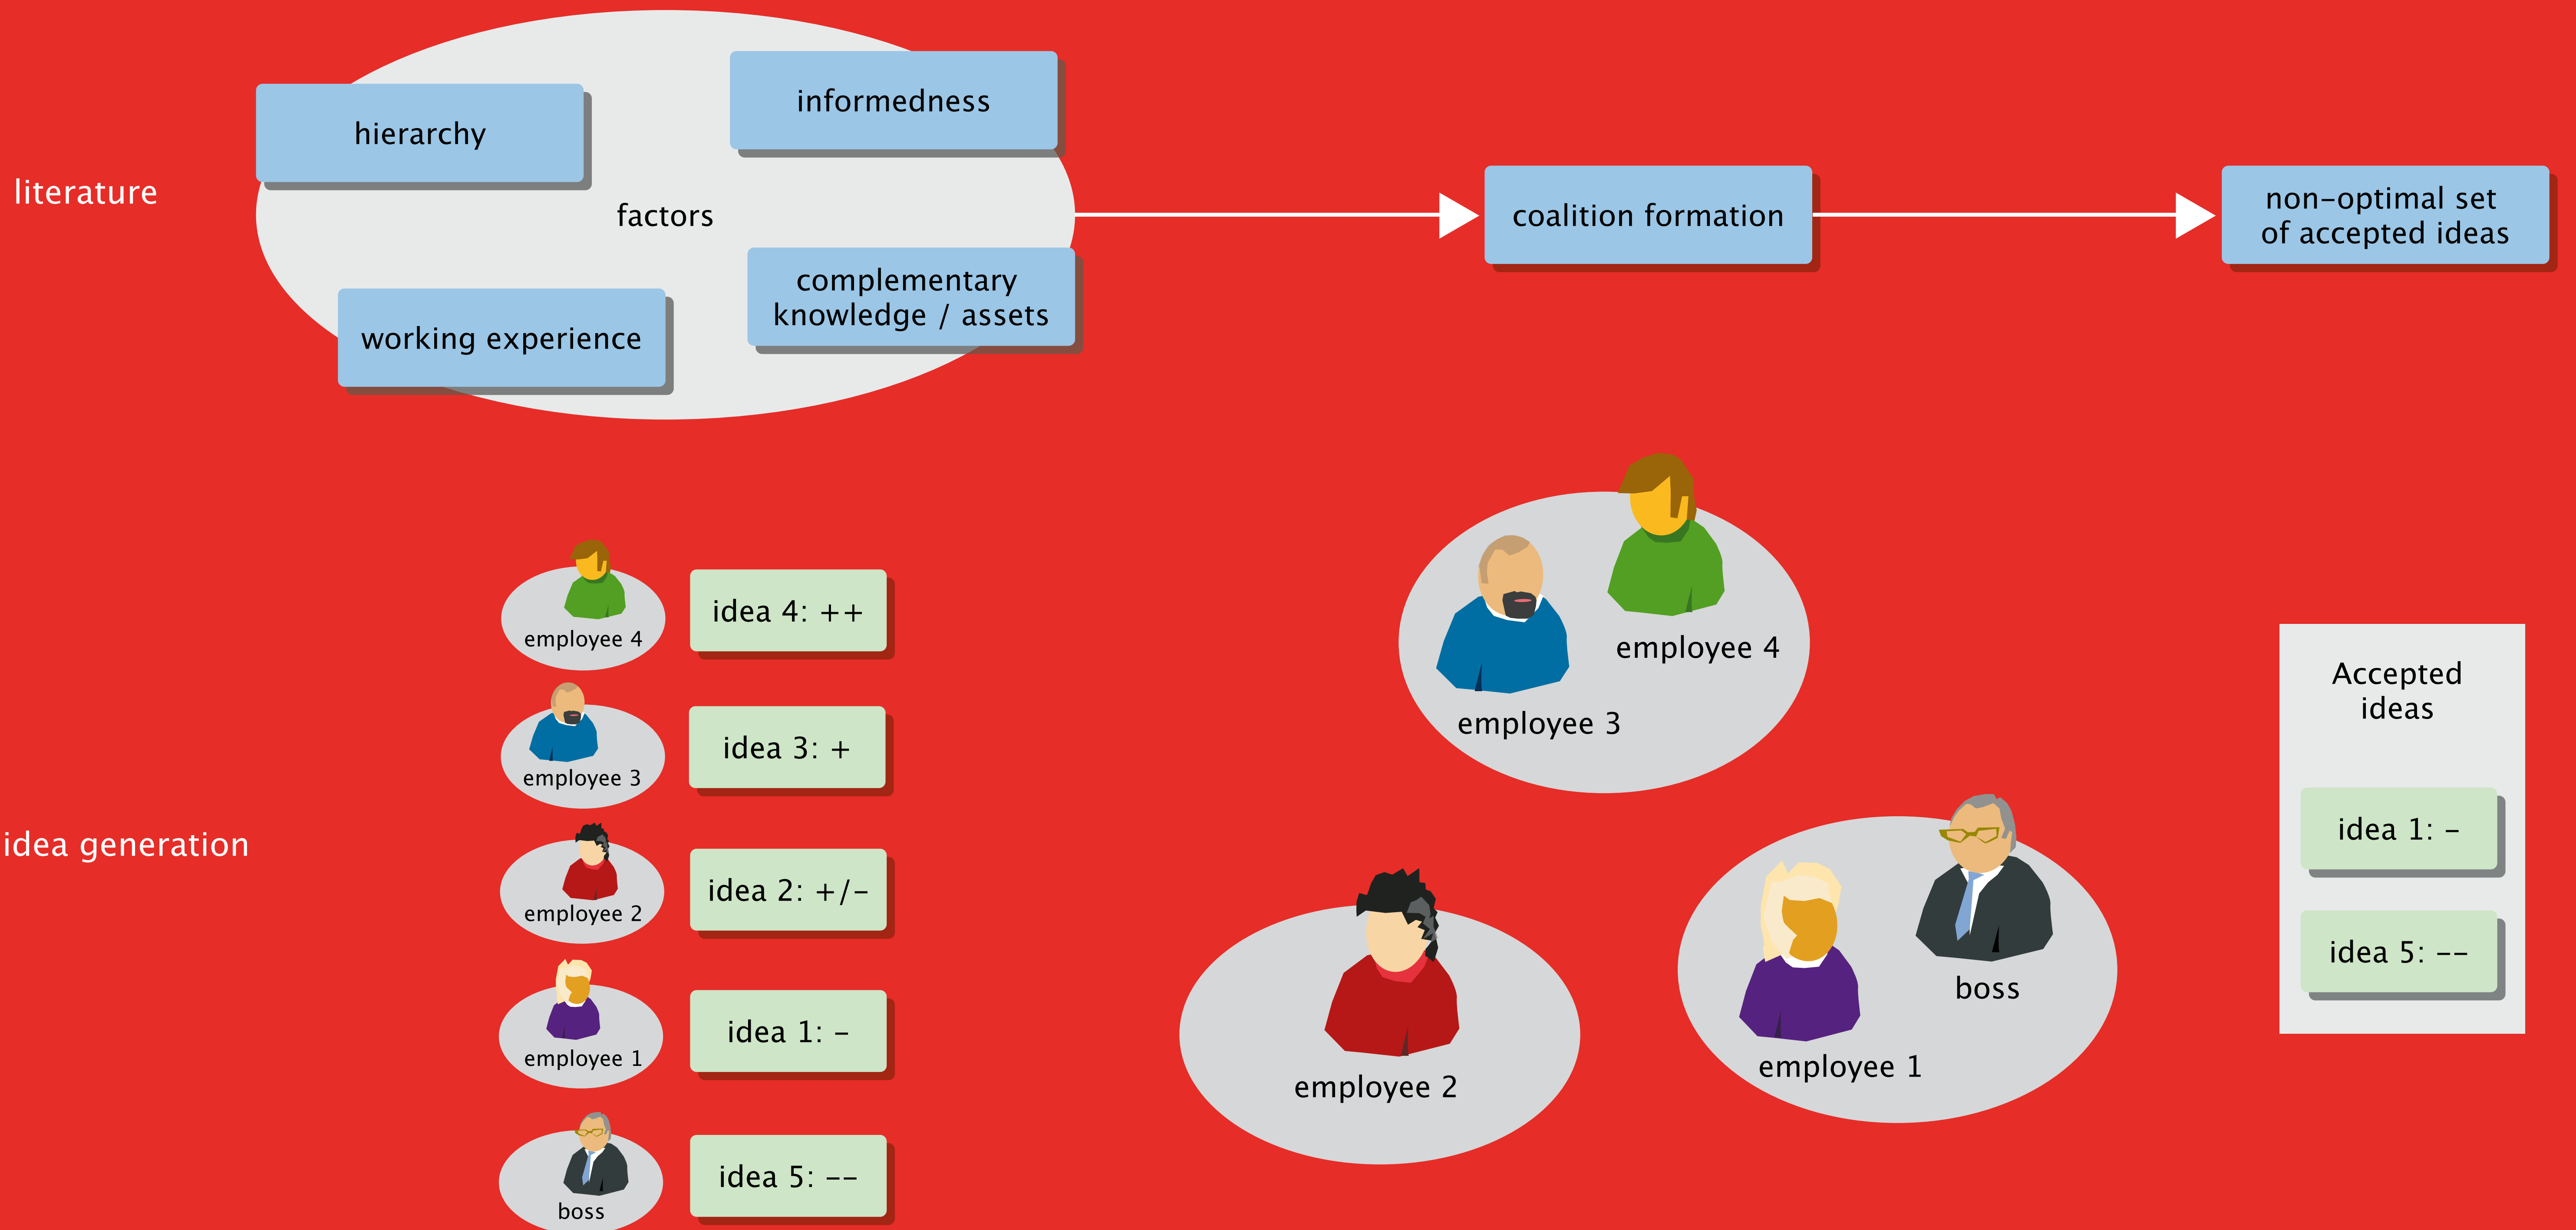 literature
hierarchy
informedness
factors
working experience
complementary
knowledge / assets
coalition formation
non-optimal set
of accepted ideas
idea generation
employee 4
idea 4: ++
employee 3
idea 3: +
employee 2
idea 2: +/-
employee 1
idea 1: -
boss
idea 5: --
employee 4
employee 3
employee 2
boss
employee 1
Accepted
ideas
idea 1: -
idea 5: --